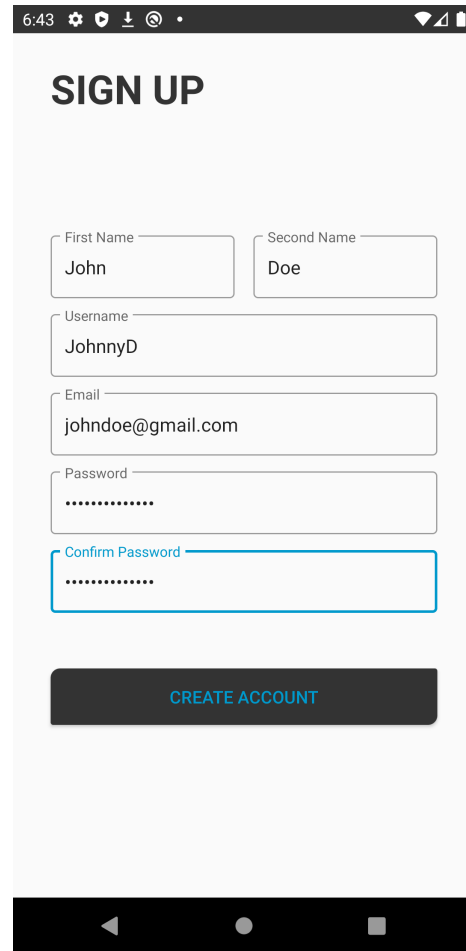 6:43
SIGN UP
First Name Second Name
John Doe
Username
JohnnyD
Email
johndoe@gmail.com
Password
••••••••••••••
Confirm Password
••••••••••••••
CREATE ACCOUNT